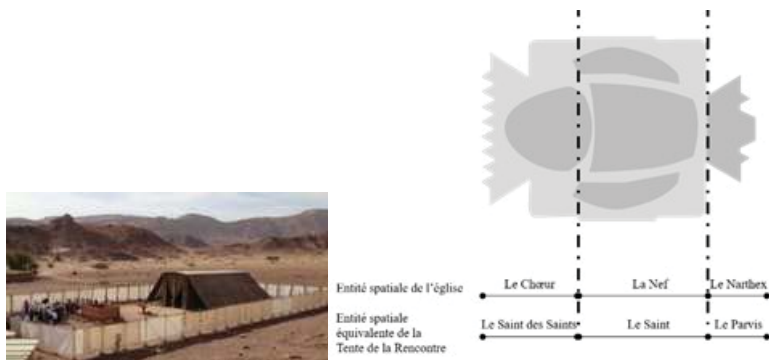 Entité spatiale de l'église
Le Chœur
La Nef
Le Narthex
Entité spatiale
équivalente de la
Tente de la Rencontre
Le Saint des Saints
Le Saint
Le Parvis